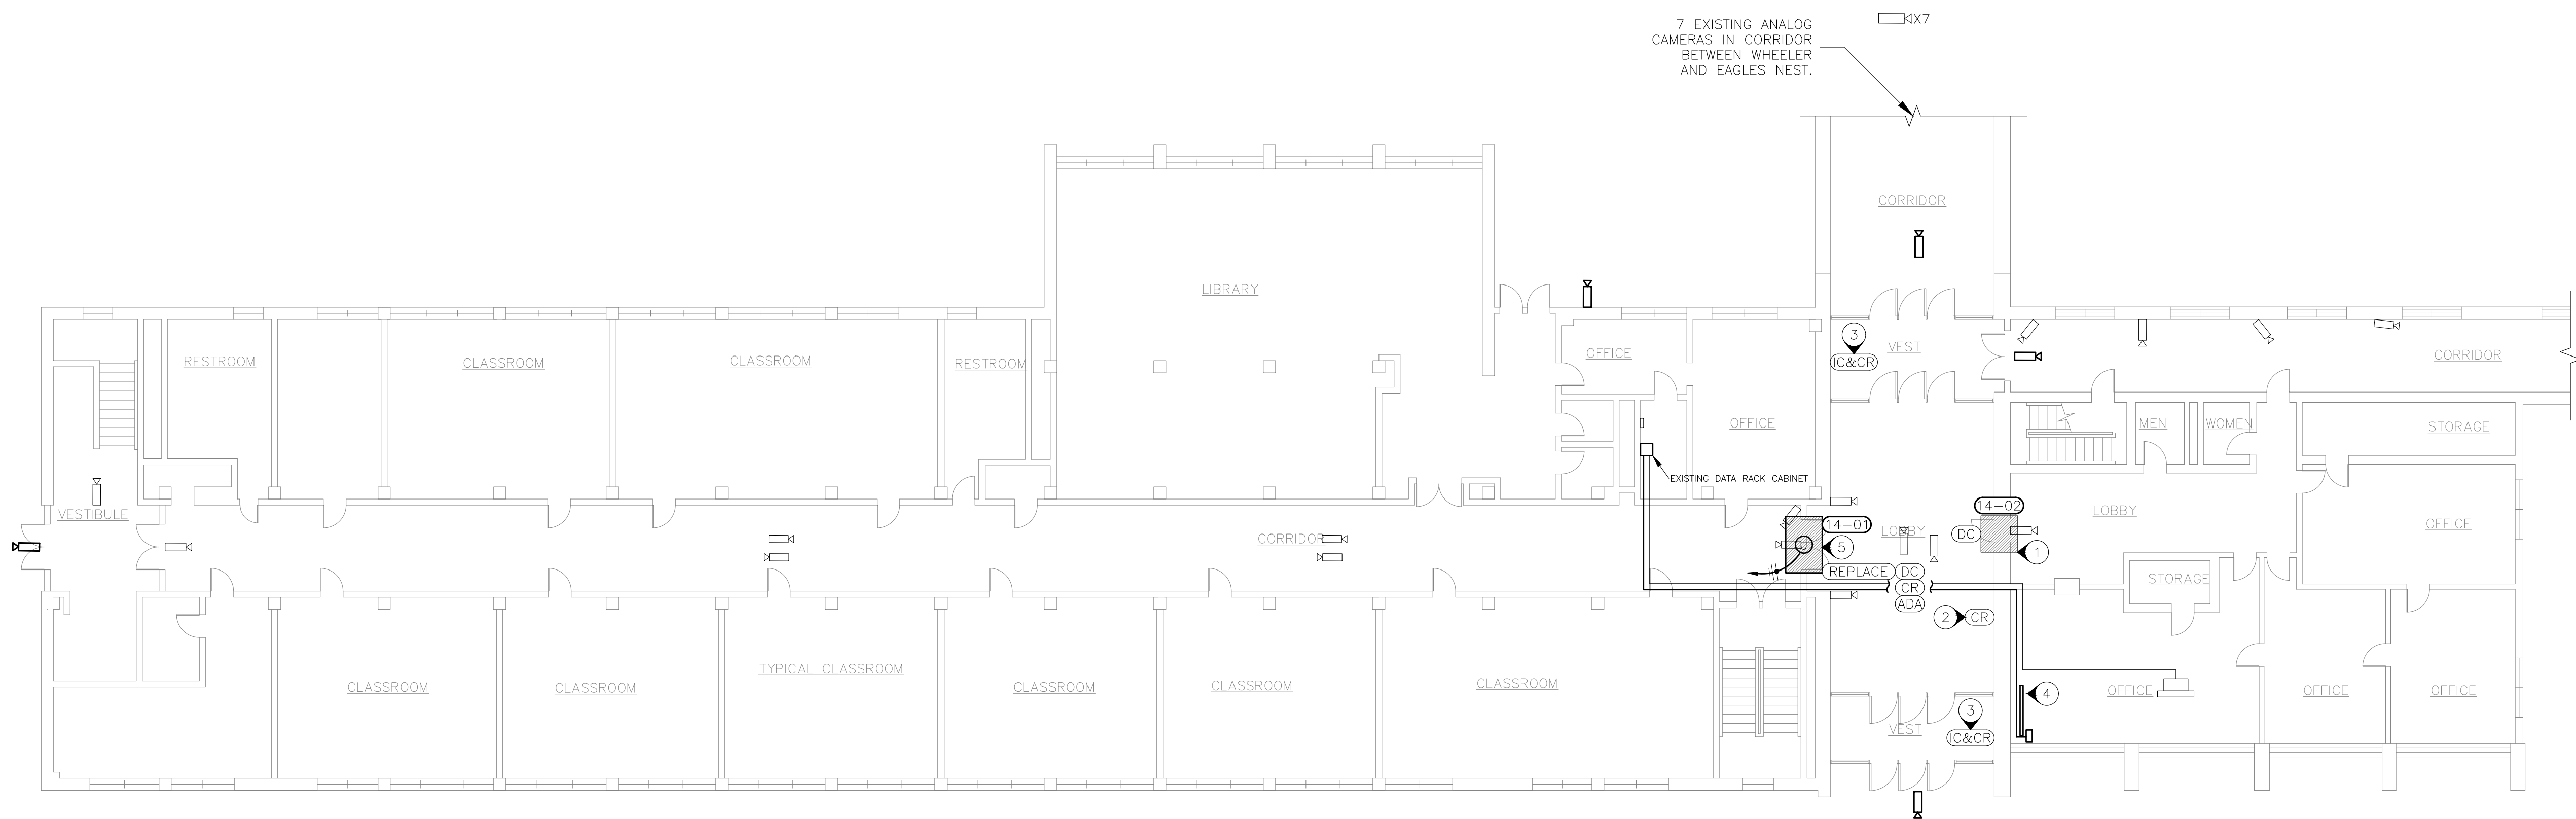 7 EXISTING ANALOG
CAMERAS IN CORRIDOR
BETWEEN WHEELER
AND EAGLES NEST.
X7
CORRIDOR
LIBRARY
3
IC&CR
VEST
OFFICE
CORRIDOR
RESTROOM
CLASSROOM
CLASSROOM
RESTROOM
OFFICE
MEN
WOMEN
STORAGE
EXISTING DATA RACK CABINET
VESTIBULE
CORRIDOR
14-01
5
LOBBY
14-02
DC
1
LOBBY
OFFICE
REPLACE
DC
CR
ADA
STORAGE
2
CR
CLASSROOM
CLASSROOM
TYPICAL CLASSROOM
CLASSROOM
CLASSROOM
CLASSROOM
3
IC&CR
VEST
4
OFFICE
OFFICE
OFFICE